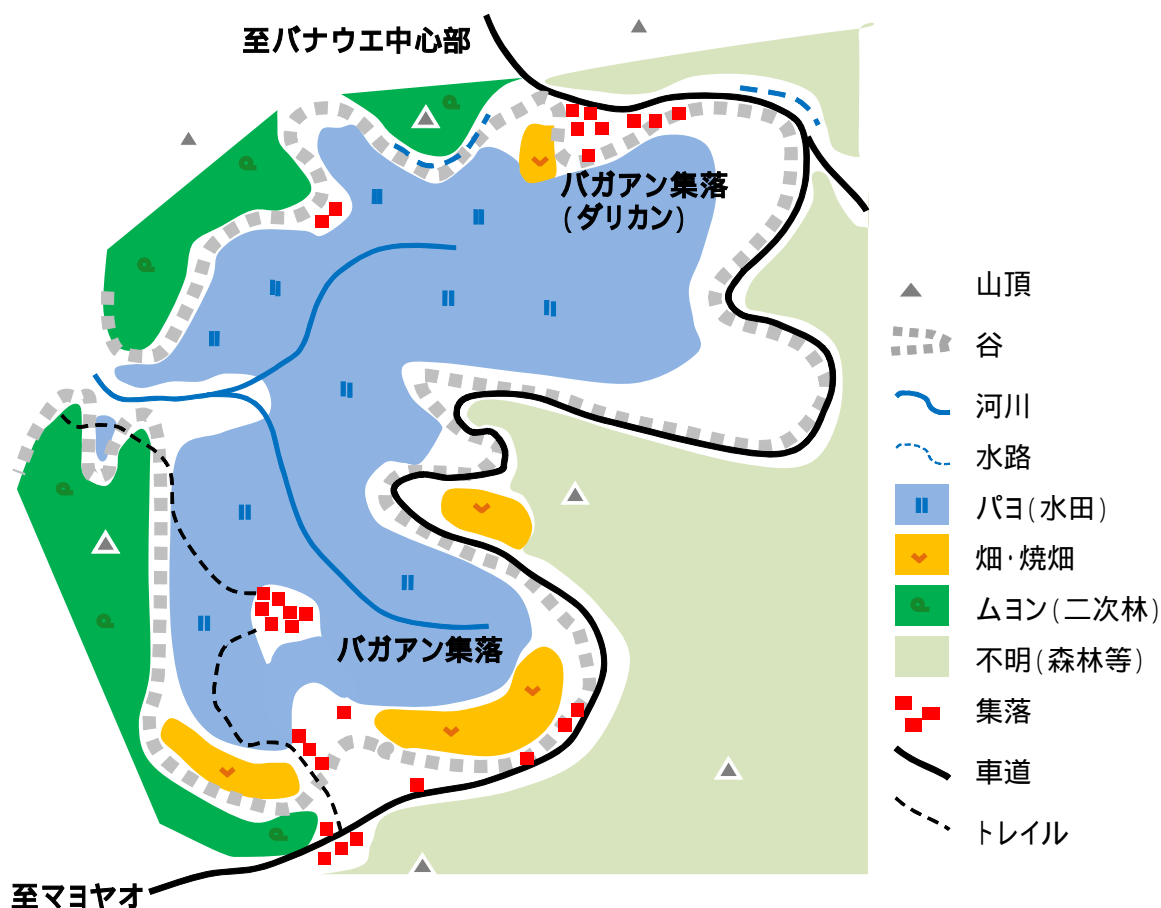 至バナウエ中心部
バガアン集落
(ダリカン)
バガアン集落
至マヨヤオ
山頂
谷
河川
水路
パヨ(水田)
畑・焼畑
ムヨン(二次林)
不明(森林等)
集落
車道
トレイル